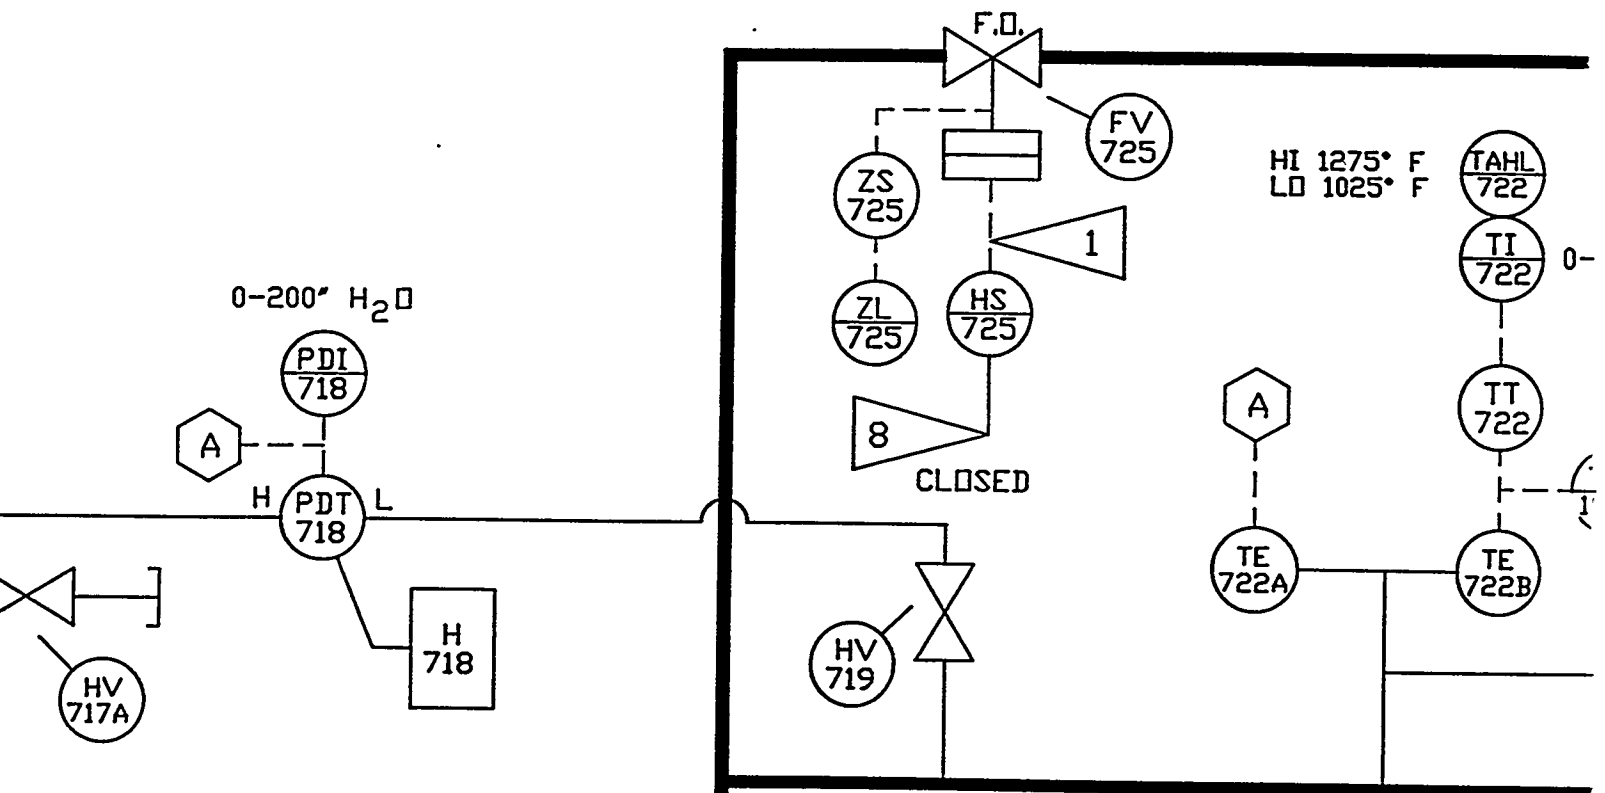 F.O.
FV
725
HI 1275° F
LO 1025° F
TAHL
722
ZS
725
1
TI
722
0-
0-200" H2O
ZL
725
HS
725
PDI
718
A
8
CLOSED
A
TT
722
H
PDT
718
L
TE
722A
TE
722B
H
718
HV
719
HV
717A